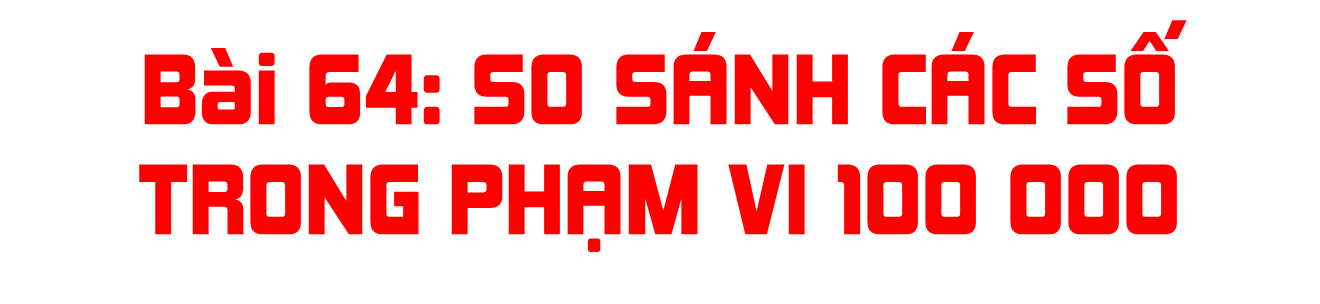 Bài 64: SO SÁNH CÁC SỐ
TRONG PHẠM VI 100 000